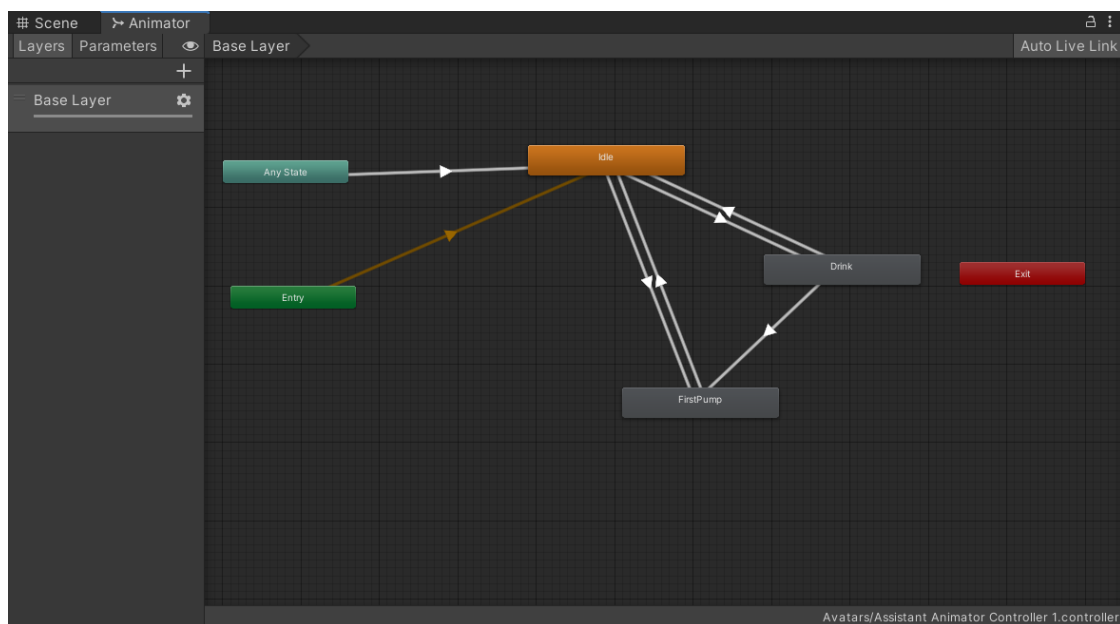 Scene
Animator
Layers Parameters
Base Layer
Auto Live Link
Base Layer
Idle
Any State
Drink
Exit
Entry
FirstPump
Avatars/Assistant Animator Controller 1.controller